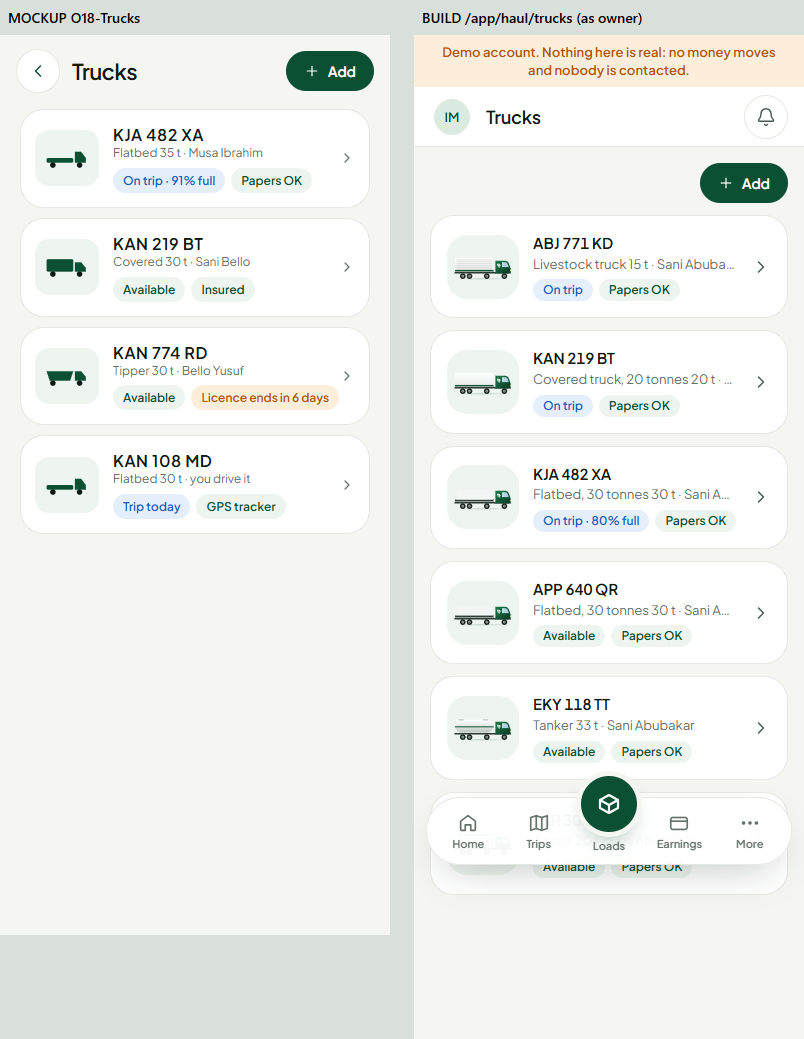 MOCKUP O18-Trucks
Trucks
+ Add
KJA 482 XA
Flatbed 35 t · Musa Ibrahim
On trip · 91% full
Papers OK
KAN 219 BT
Covered 30 t · Sani Bello
Available
Insured
KAN 774 RD
Tipper 30 t · Bello Yusuf
Available
Licence ends in 6 days
KAN 108 MD
Flatbed 30 t · you drive it
Trip today
GPS tracker
BUILD /app/haul/trucks (as owner)
Demo account. Nothing here is real: no money moves
and nobody is contacted.
IM
Trucks
+ Add
ABJ 771 KD
Livestock truck 15 t · Sani Abuba...
On trip
Papers OK
KAN 219 BT
Covered truck, 20 tonnes 20 t · ...
On trip
Papers OK
KJA 482 XA
Flatbed, 30 tonnes 30 t · Sani A...
On trip · 80% full
Papers OK
APP 640 QR
Flatbed, 30 tonnes 30 t · Sani A...
Available
Papers OK
EKY 118 TT
Tanker 33 t · Sani Abubakar
Available
Papers OK
Home
Trips
Loads
Earnings
More
Available
Papers OK